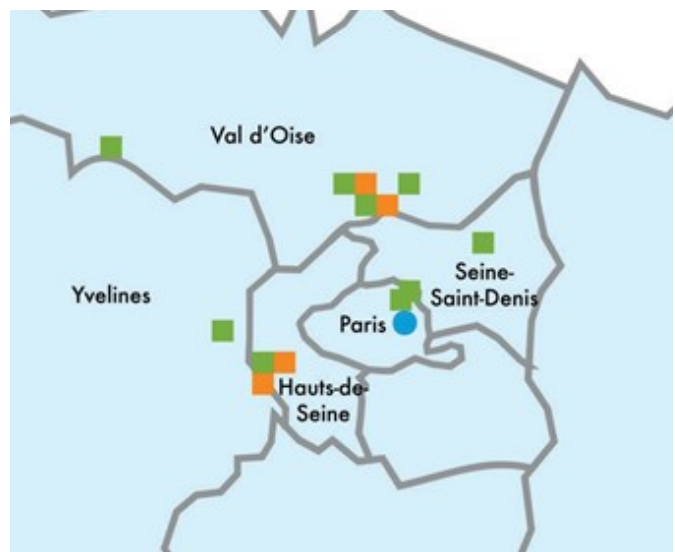 Val d'Oise
Yvelines
Seine-
Saint-Denis
Paris
Hauts-de-
Seine